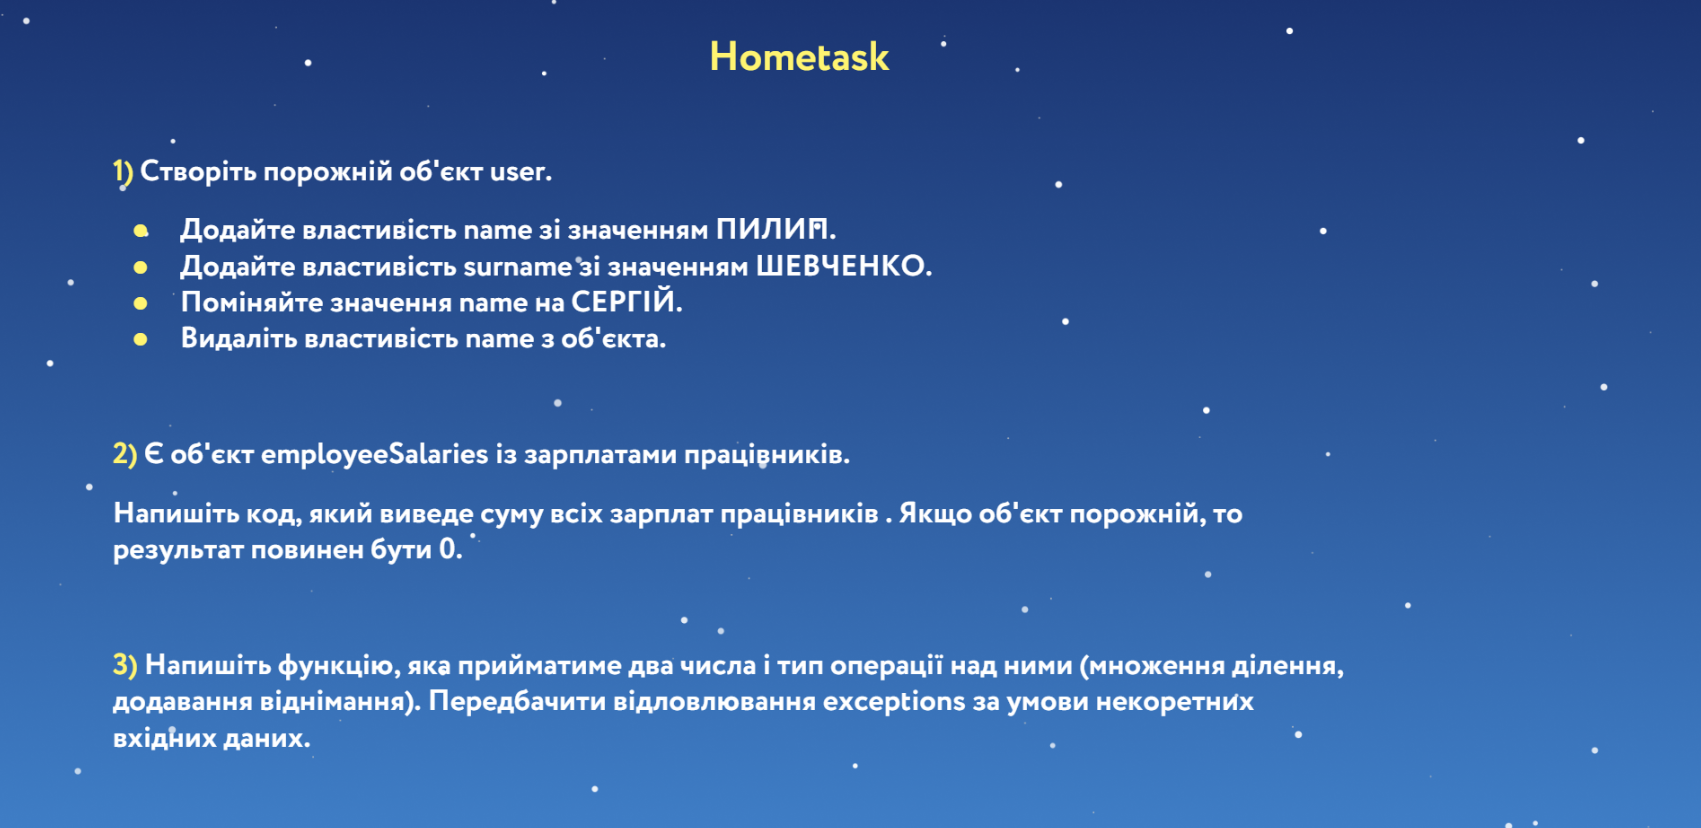 Hometask
1) Створіть порожній об'єкт user.
● Додайте властивість name зі значенням ПИЛИП.
● Додайте властивість surname зі значенням ШЕВЧЕНКО.
● Поміняйте значення name на СЕРГІЙ.
● Видаліть властивість name з об'єкта.
2) Є об'єкт employeeSalaries із зарплатами працівників.
Напишіть код, який виведе суму всіх зарплат працівників . Якщо об'єкт порожній, то
результат повинен бути 0.
3) Напишіть функцію, яка прийматиме два числа і тип операції над ними (множення ділення,
додавання віднімання). Передбачити відловлювання exceptions за умови некоретних
вхідних даних.